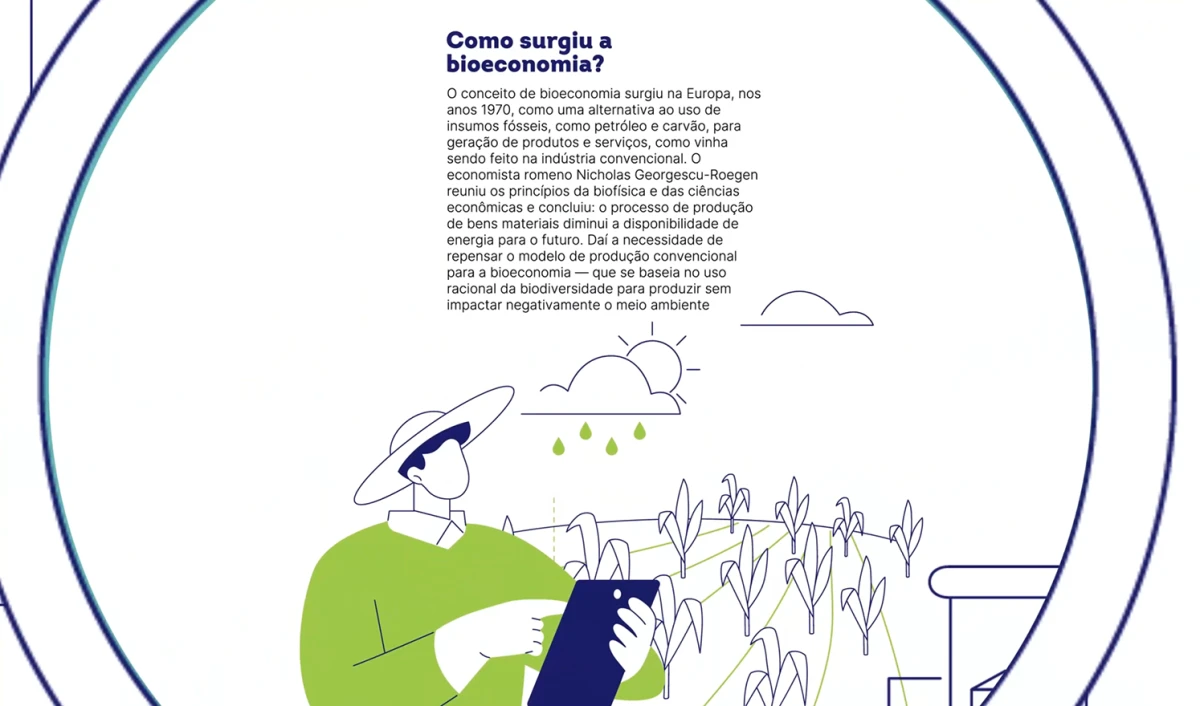 Como surgiu a
bioeconomia?
O conceito de bioeconomia surgiu na Europa, nos
anos 1970, como uma alternativa ao uso de
insumos fósseis, como petróleo e carvão, para
geração de produtos e serviços, como vinha
sendo feito na indústria convencional. O
economista romeno Nicholas Georgescu-Roegen
reuniu os princípios da biofísica e das ciências
econômicas e concluiu: o processo de produção
de bens materiais diminui a disponibilidade de
energia para o futuro. Daí a necessidade de
repensar o modelo de produção convencional
para a bioeconomia — que se baseia no uso
racional da biodiversidade para produzir sem
impactar negativamente o meio ambiente